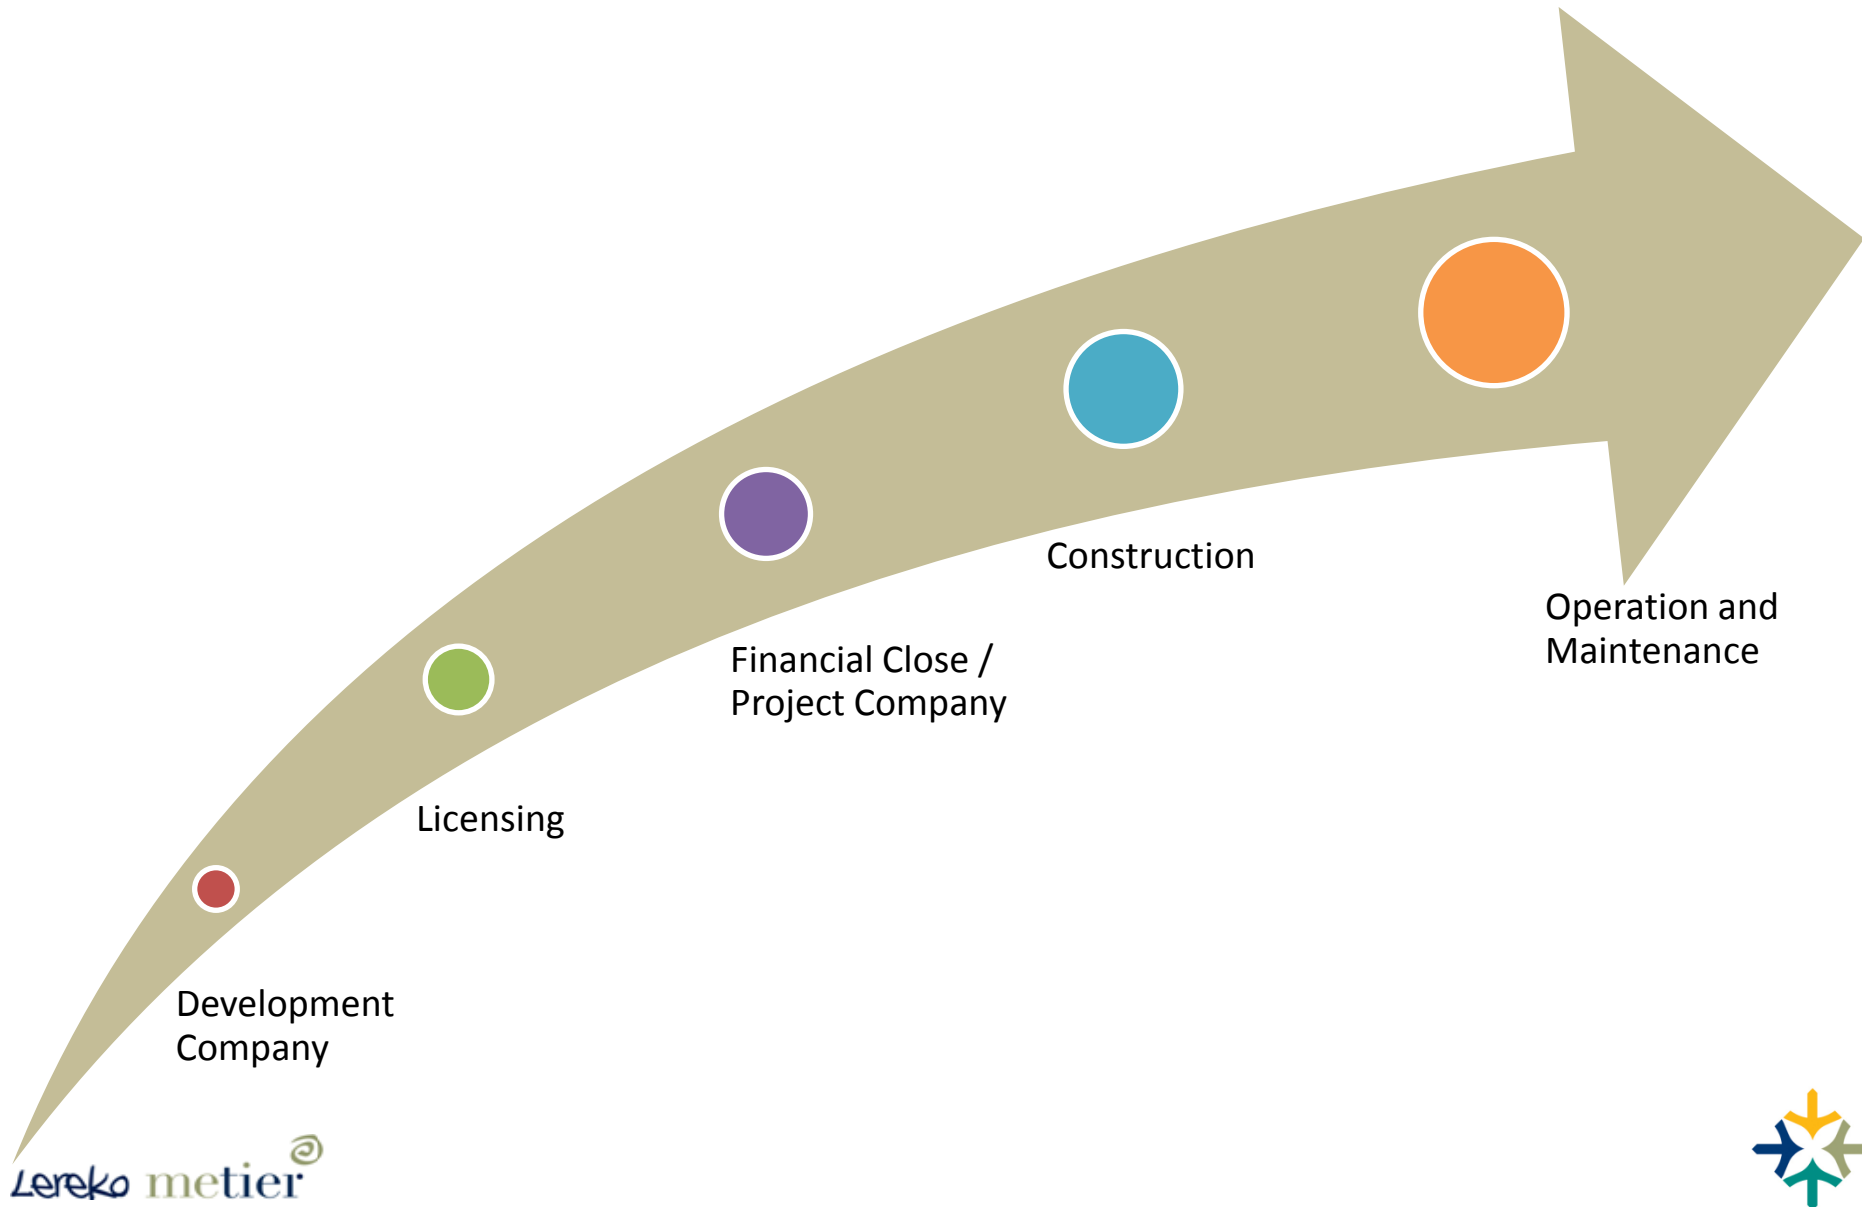 Construction
Operation and
Maintenance
Financial Close /
Project Company
Licensing
Development
Company
Lereko metier